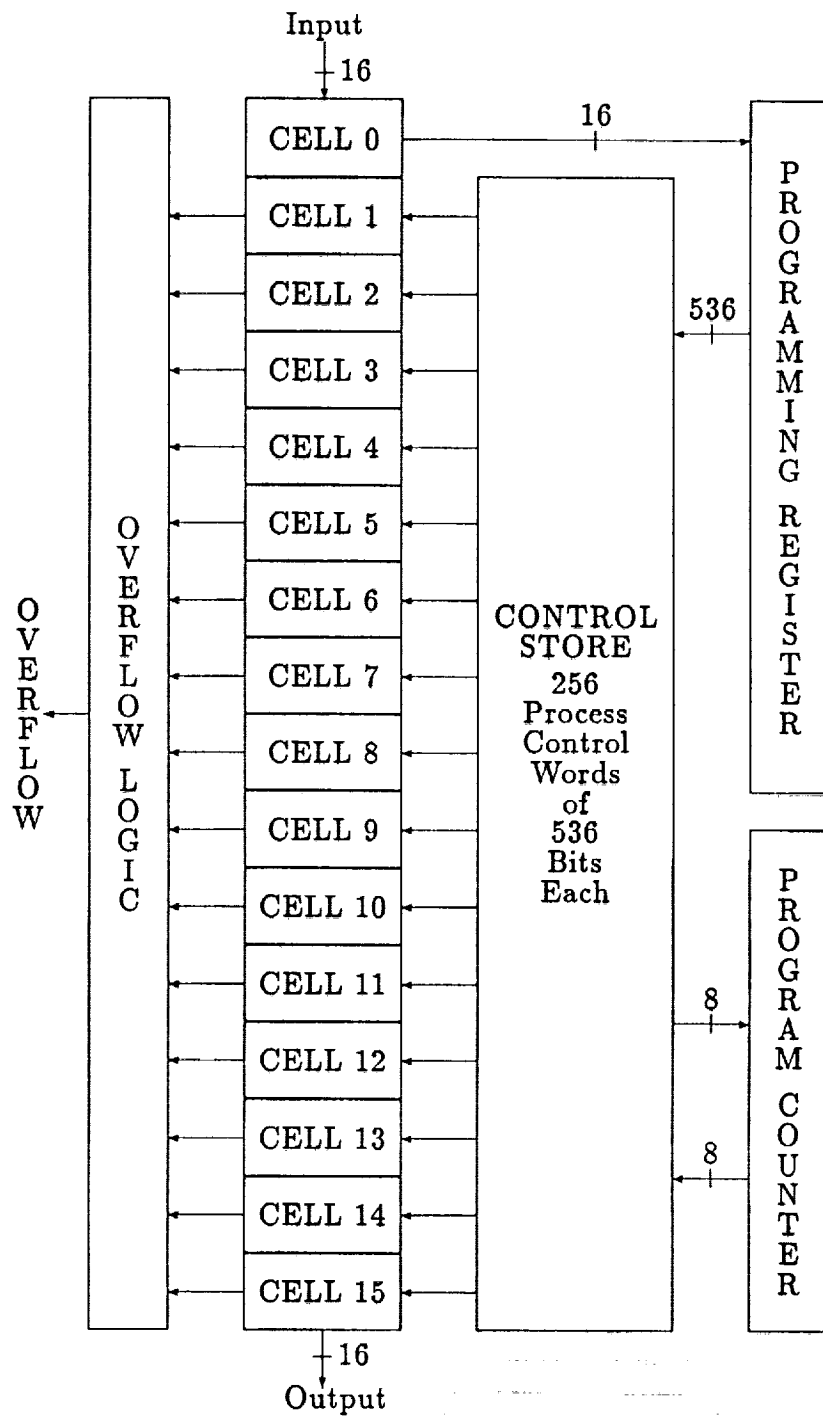 Input
16
CELL 0
16
CELL 1
CELL 2
CELL 3
CELL 4
CELL 5
CELL 6
CELL 7
CELL 8
CELL 9
CELL 10
CELL 11
CELL 12
CELL 13
CELL 14
CELL 15
16
Output
OVERFLOW
OVERFLOW LOGIC
CONTROL
STORE
256
Process
Control
Words
of
536
Bits
Each
PROGRAMMING REGISTER
536
8
8
PROGRAM COUNTER